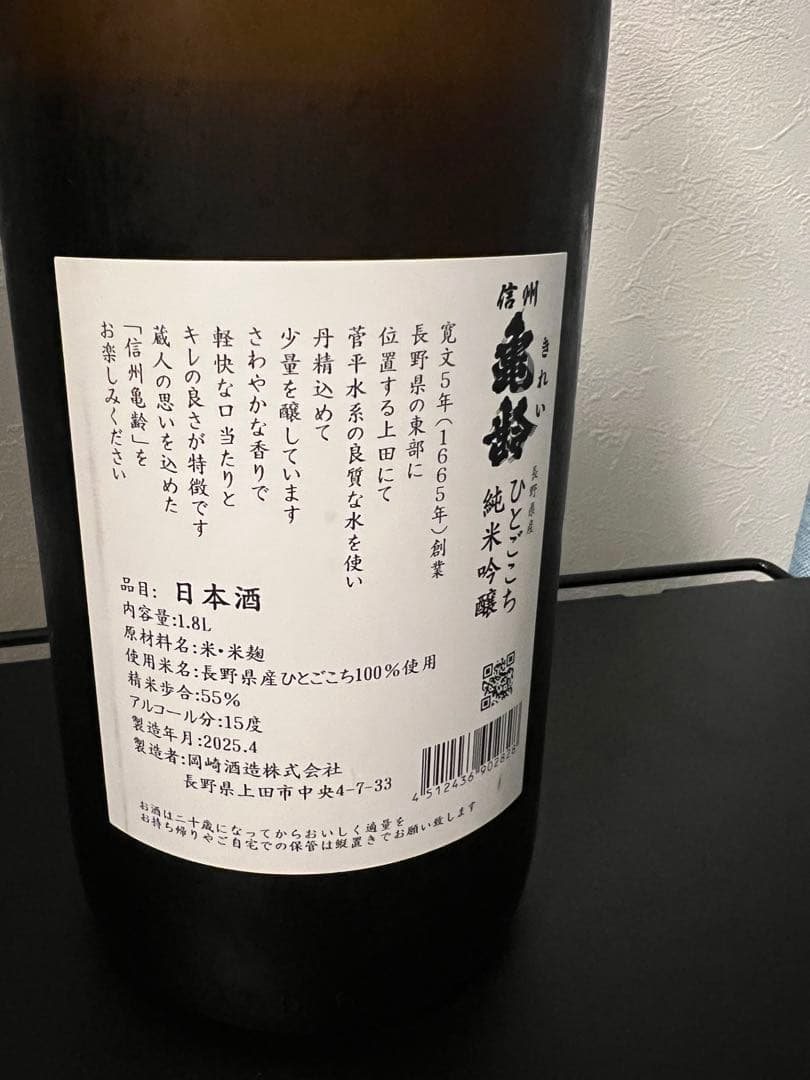 信州
亀齢
きれい
長野県産
ひとごこち
純米吟醸
寛文5年(1665年)創業
長野県の東部に
位置する上田にて
菅平水系の良質な水を使い
丹精込めて
少量を醸しています
さわやかな香りで
軽快な口当たりと
キレの良さが特徴です
蔵人の思いを込めた
「信州亀齢」を
お楽しみください
品目: 日本酒
内容量:1.8L
原材料名:米・米麹
使用米名:長野県産ひとごこち100%使用
精米歩合:55%
アルコール分:15度
製造年月:2025.4
製造者:岡崎酒造株式会社
長野県上田市中央4-7-33
4 512436 902828
お酒は二十歳になってからおいしく適量を
お持ち帰りやご自宅での保管は縦置きでお願い致します